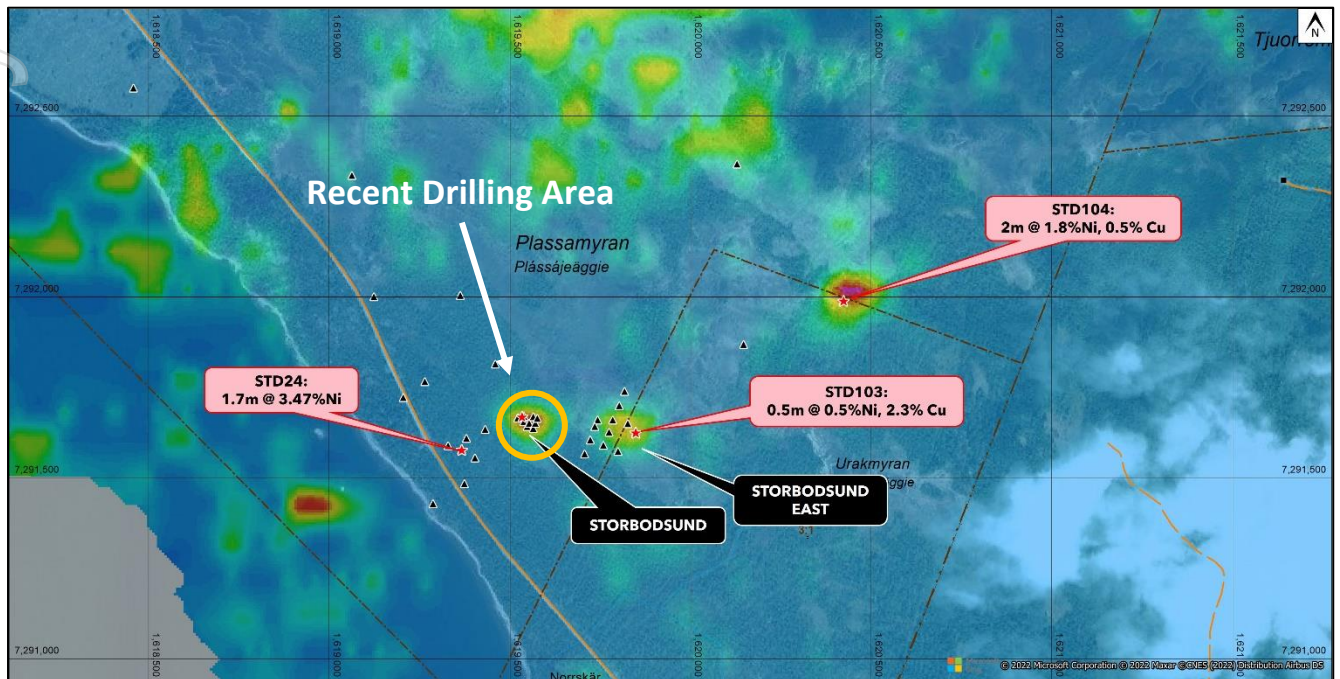 1,618,500
1,619,000
1,619,500
1,620,000
1,620,500
1,621,000
1,621,500
N
7,292,500
7,292,500
Recent Drilling Area
Plassamyran
Plássájeäggie
STD104:
2m @ 1.8%Ni, 0.5% Cu
7,292,000
7,292,000
STD24:
1.7m @ 3.47%Ni
STD103:
0.5m @ 0.5%Ni, 2.3% Cu
Urakmyran
7,291,500
7,291,500
STORBODSUND
EAST
STORBODSUND
7,291,000
7,291,000
1,618,500
1,619,000
1,619,500
1,620,000
1,620,500
1,621,000
Norrskär
© 2022 Microsoft Corporation © 2022 Maxar ©CNES (2022) Distribution Airbus DS